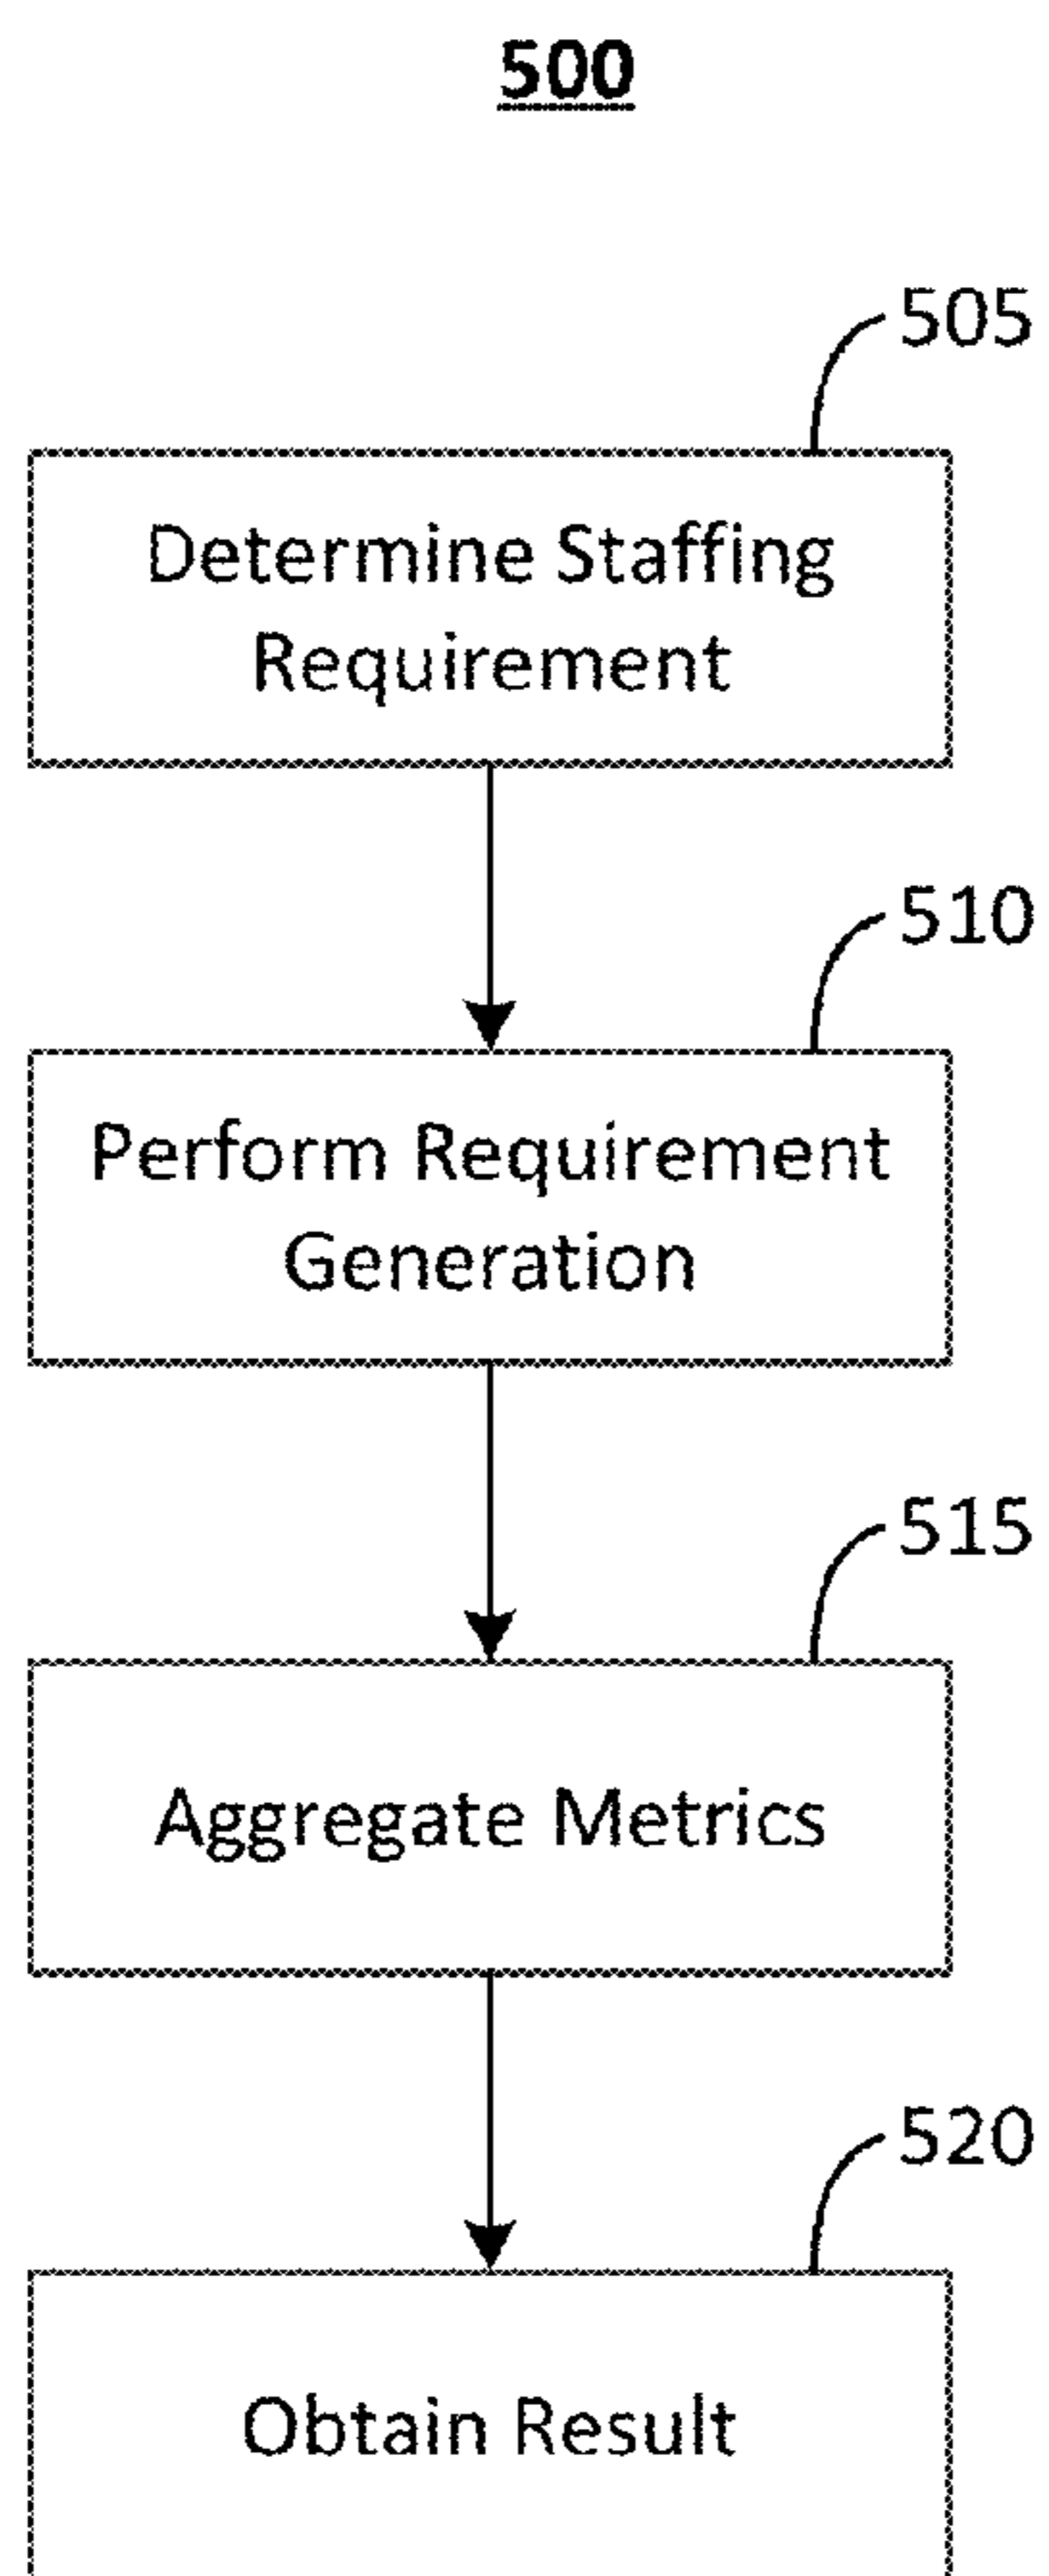 500
505
Determine Staffing
Requirement
510
Perform Requirement
Generation
515
Aggregate Metrics
520
Obtain Result